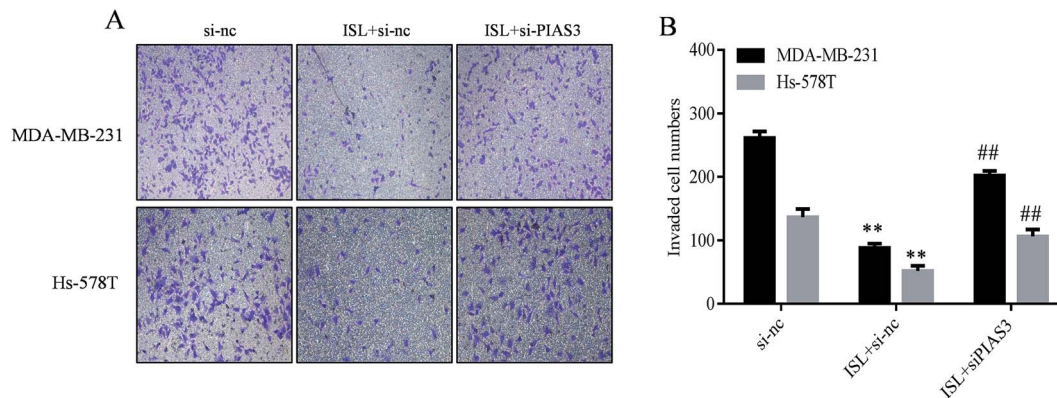 A
si-nc
ISL+si-nc
ISL+si-PIAS3
MDA-MB-231
Hs-578T
B
MDA-MB-231
Hs-578T
Invaded cell numbers
400
300
200
100
0
**
**
##
##
si-nc
ISL+si-nc
ISL+siPIAS3